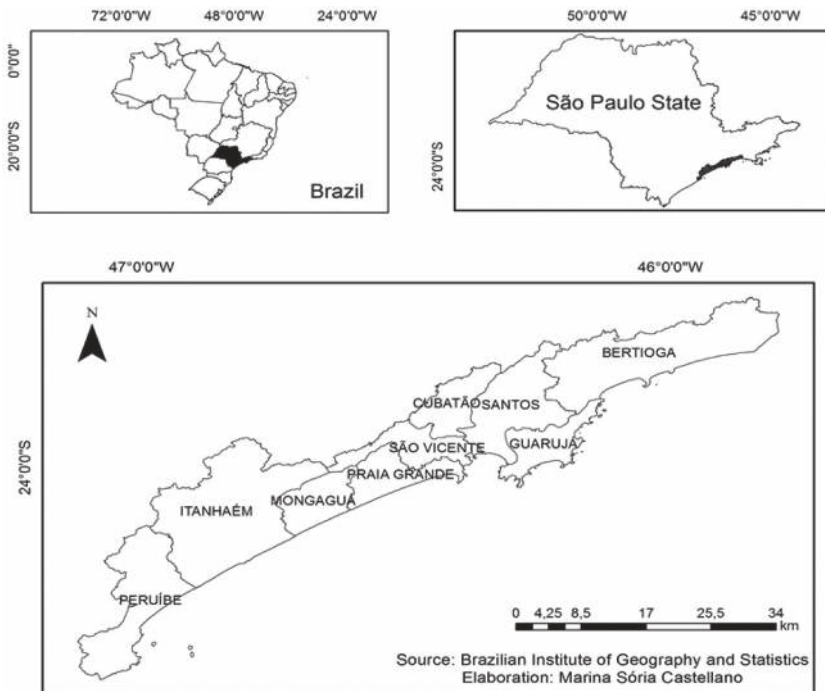 72°0'0"W 48°0'0"W 24°0'0"W
0°0'0"
20°0'0"S
Brazil
50°0'0"W 45°0'0"W
24°0'0"S
São Paulo State
47°0'0"W 46°0'0"W
24°0'0"S
N
BERTIOGA
CUBATÃO
SANTOS
GUARUJÁ
SÃO VICENTE
PRAIA GRANDE
MONGAGUÁ
ITANHAÉM
PERUÍBE
0 4,25 8,5 17 25,5 34
km
Source: Brazilian Institute of Geography and Statistics
Elaboration: Marina Sória Castellano